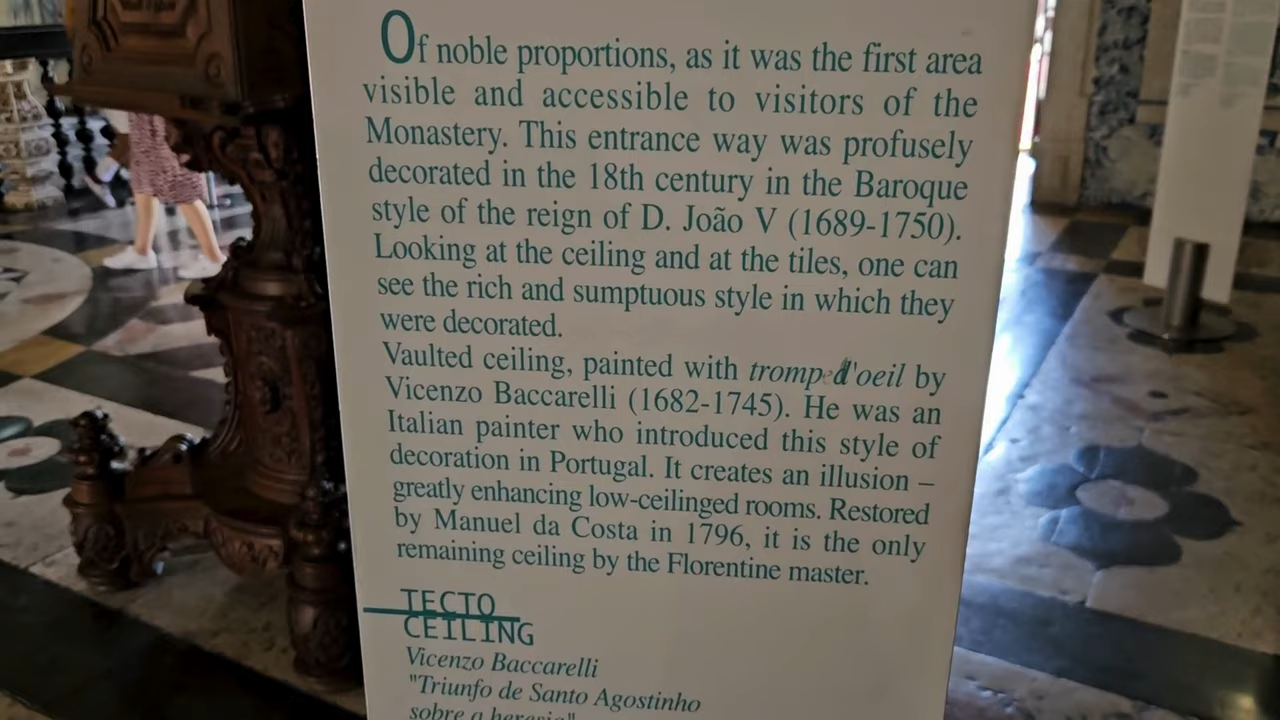 Of noble proportions, as it was the first area
visible and accessible to visitors of the
Monastery. This entrance way was profusely
decorated in the 18th century in the Baroque
style of the reign of D. João V (1689-1750).
Looking at the ceiling and at the tiles, one can
see the rich and sumptuous style in which they
were decorated.
Vaulted ceiling, painted with tromped'oeil by
Vicenzo Baccarelli (1682-1745). He was an
Italian painter who introduced this style of
decoration in Portugal. It creates an illusion –
greatly enhancing low-ceilinged rooms. Restored
by Manuel da Costa in 1796, it is the only
remaining ceiling by the Florentine master.
TECTO
CEILING
Vicenzo Baccarelli
"Triunfo de Santo Agostinho
sobre a heresia"